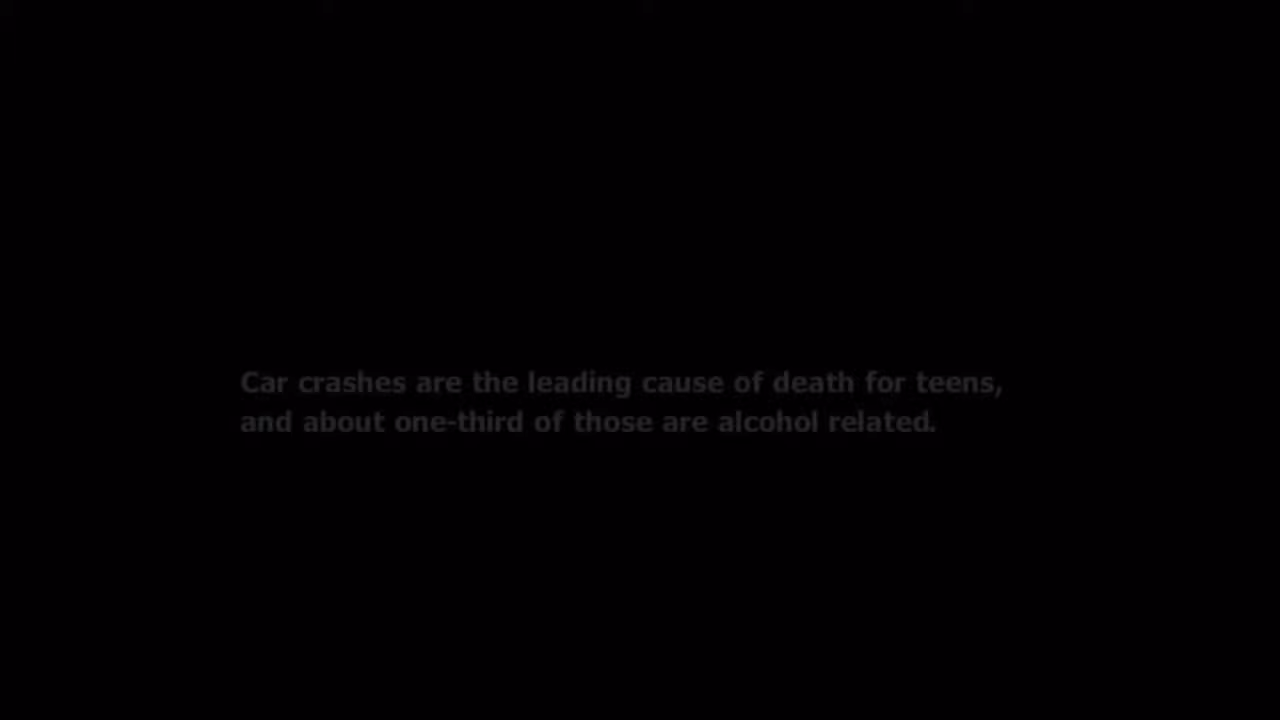 Car crashes are the leading cause of death for teens,
and about one-third of those are alcohol related.